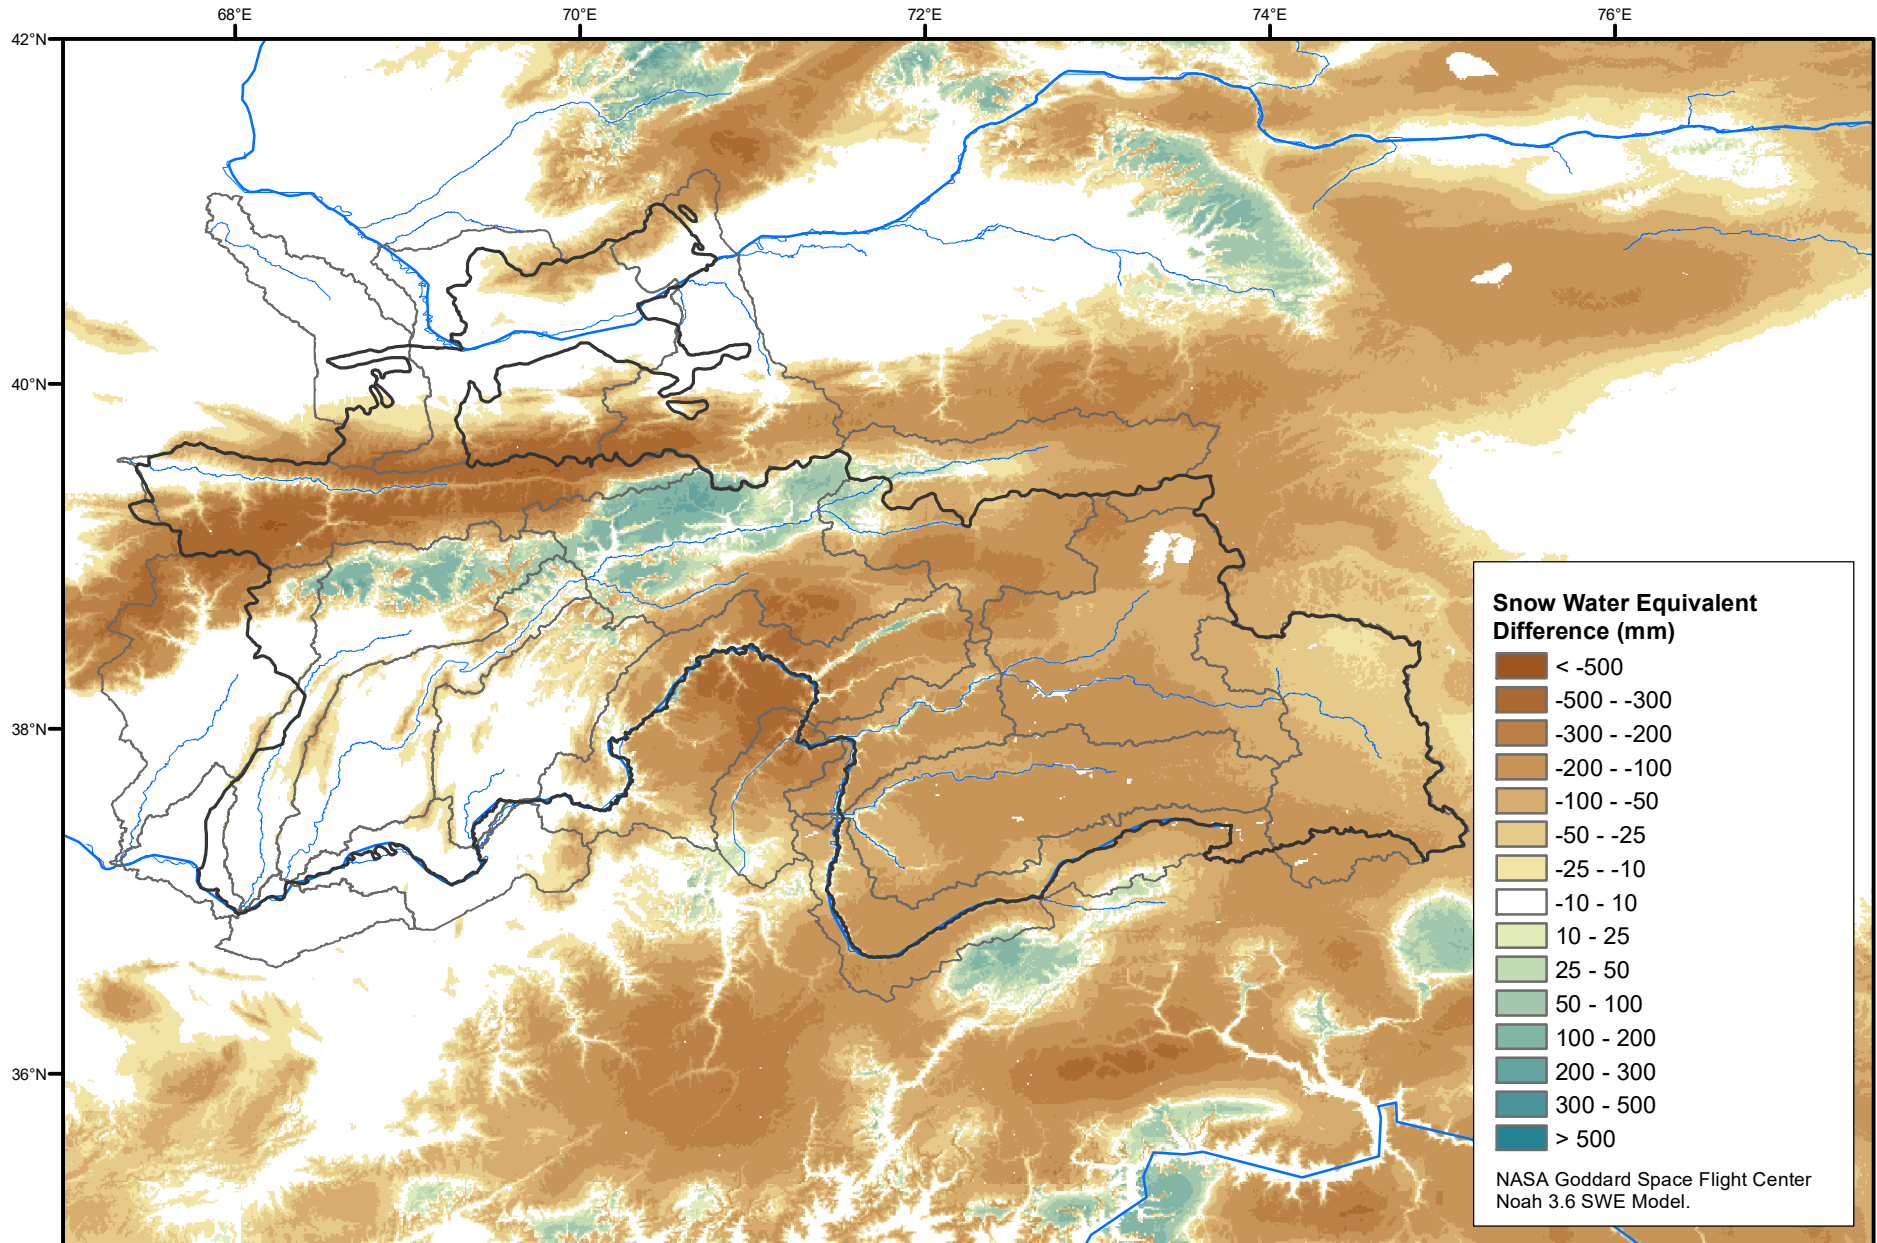 68°E
70°E
72°E
74°E
76°E
42°N
40°N
38°N
36°N
Snow Water Equivalent
Difference (mm)
< -500
-500 - -300
-300 - -200
-200 - -100
-100 - -50
-50 - -25
-25 - -10
-10 - 10
10 - 25
25 - 50
50 - 100
100 - 200
200 - 300
300 - 500
> 500
NASA Goddard Space Flight Center
Noah 3.6 SWE Model.